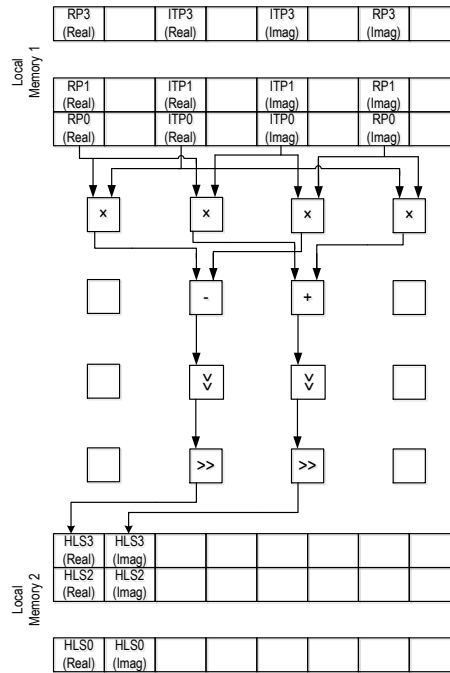 RP3 ITP3 ITP3 RP3
(Real) (Real) (Imag) (Imag)
Local
Memory 1
RP1 ITP1 ITP1 RP1
(Real) (Real) (Imag) (Imag)
RP0 ITP0 ITP0 RP0
(Real) (Real) (Imag) (Imag)
x x x x
- +
<< <<
>> >>
HLS3 HLS3
(Real) (Imag)
HLS2 HLS2
(Real) (Imag)
Local
Memory 2
HLS0 HLS0
(Real) (Imag)